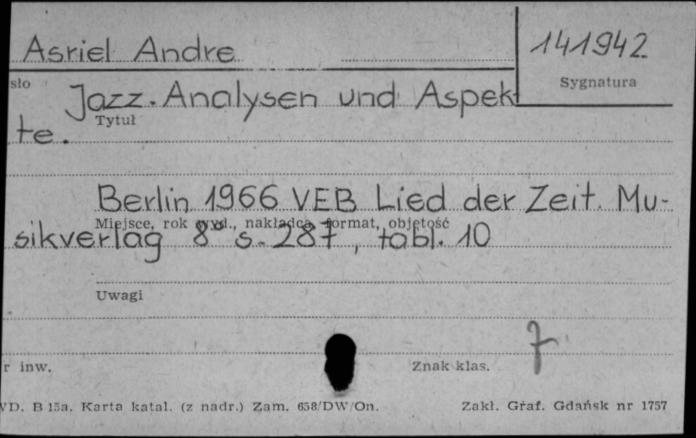 Asriel Andre
141942
Sygnatura
sło
Jazz. Analysen und Aspek
Tytuł
te.
Berlin 1966 VEB Lied der Zeit. Mu-
Miejsce, rok wyd., nakładca, format, objętość
sikverlag 8° s. 287, tabl. 10
Uwagi
r inw.
Znak klas.
7
VD. B 15a. Karta katal. (z nadr.) Zam. 658/DW/On.
Zakł. Graf. Gdańsk nr 1757